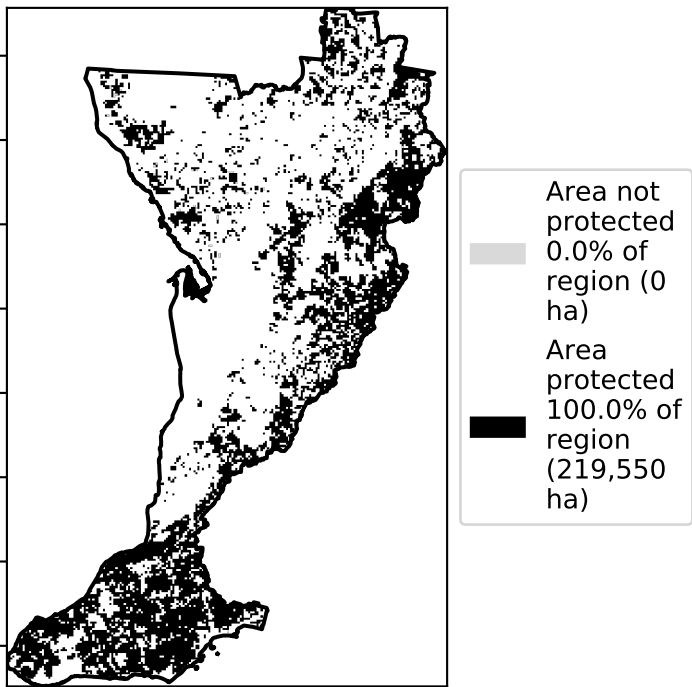 Area not
protected
0.0% of
region (0
ha)
Area
protected
100.0% of
region
(219,550
ha)